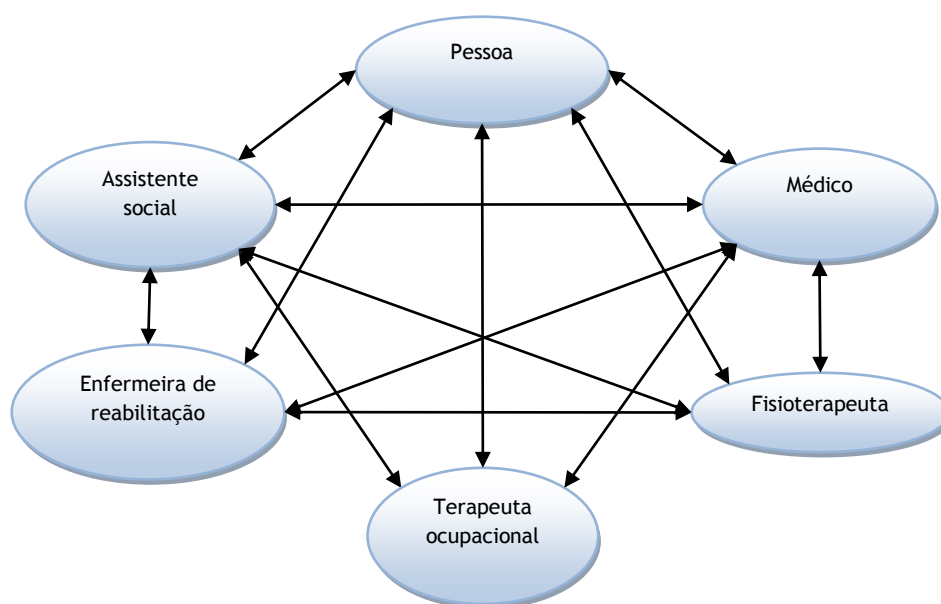 Pessoa
Assistente
social
Médico
Enfermeira de
reabilitação
Fisioterapeuta
Terapeuta
ocupacional